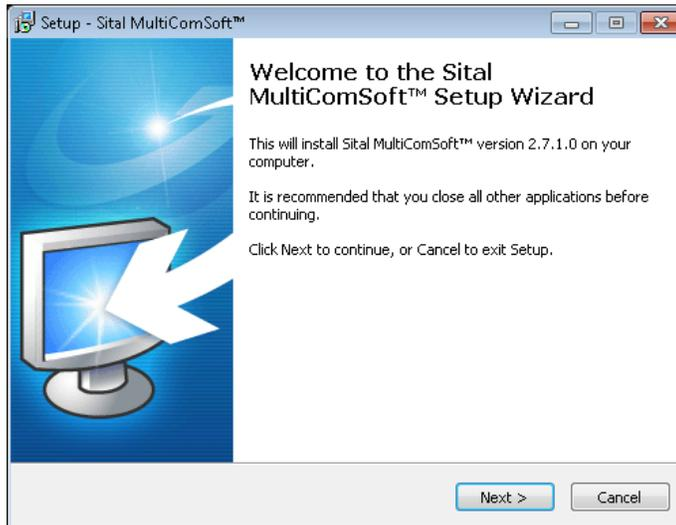 Setup - Sital MultiComSoft™
Welcome to the Sital
MultiComSoft™ Setup Wizard
This will install Sital MultiComSoft™ version 2.7.1.0 on your
computer.
It is recommended that you close all other applications before
continuing.
Click Next to continue, or Cancel to exit Setup.
Next >
Cancel